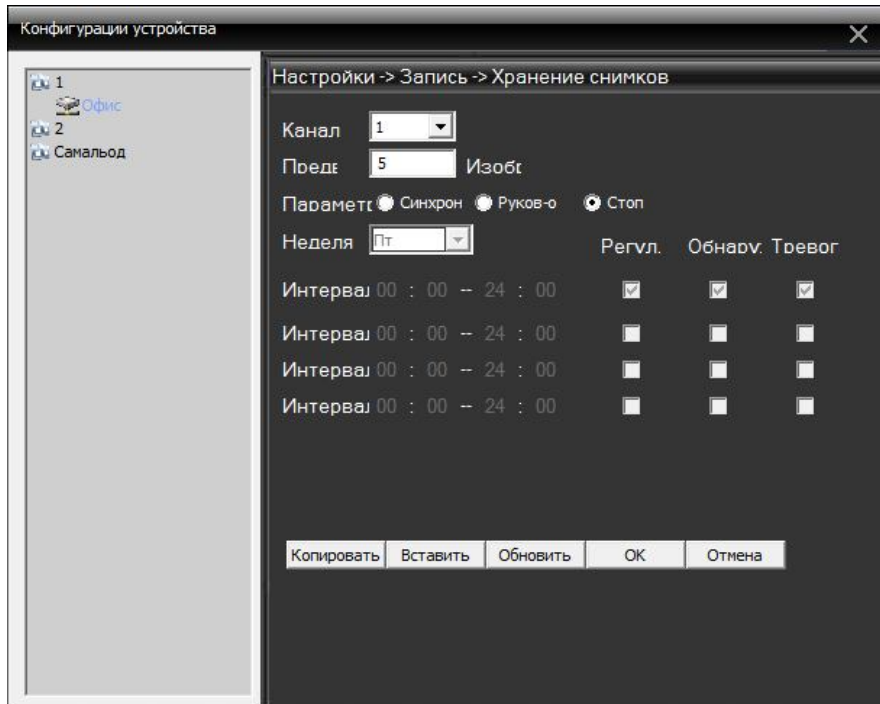 Конфигурации устройства
1
Офис
2
Самальод
Настройки -> Запись -> Хранение снимков
Канал 1
Предв 5 Изобр
Параметр Синхрон Руков-о Стоп
Неделя Пт Регул. Обнару. Тревог
Интервал 00 : 00 -- 24 : 00
Интервал 00 : 00 -- 24 : 00
Интервал 00 : 00 -- 24 : 00
Интервал 00 : 00 -- 24 : 00
Копировать Вставить Обновить OK Отмена